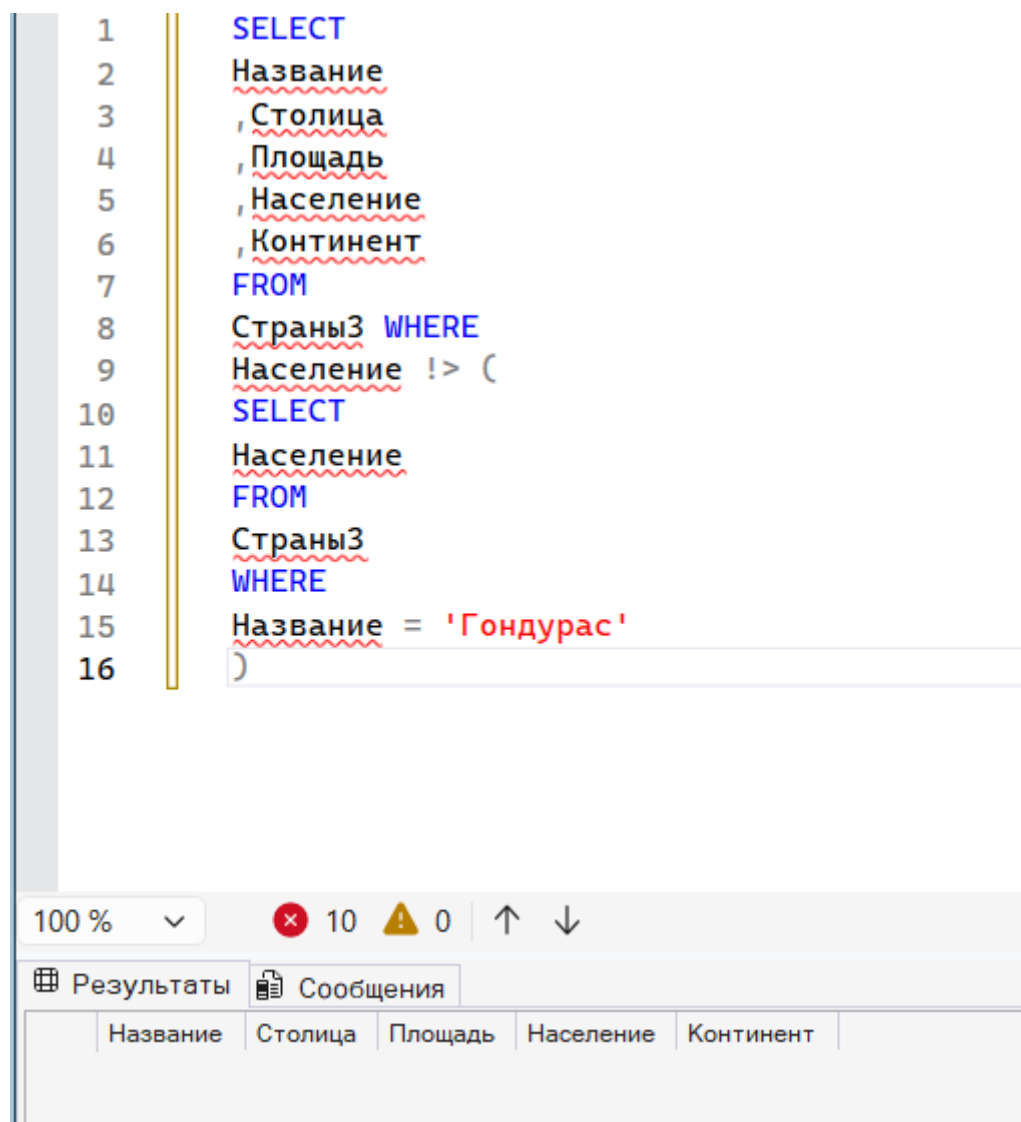 1 SELECT
2 Название
3 ,Столица
4 ,Площадь
5 ,Население
6 ,Континент
7 FROM
8 Страны3 WHERE
9 Население !> (
10 SELECT
11 Население
12 FROM
13 Страны3
14 WHERE
15 Название = 'Гондурас'
16 )
100 % 10 0
Результаты Сообщения
Название Столица Площадь Население Континент